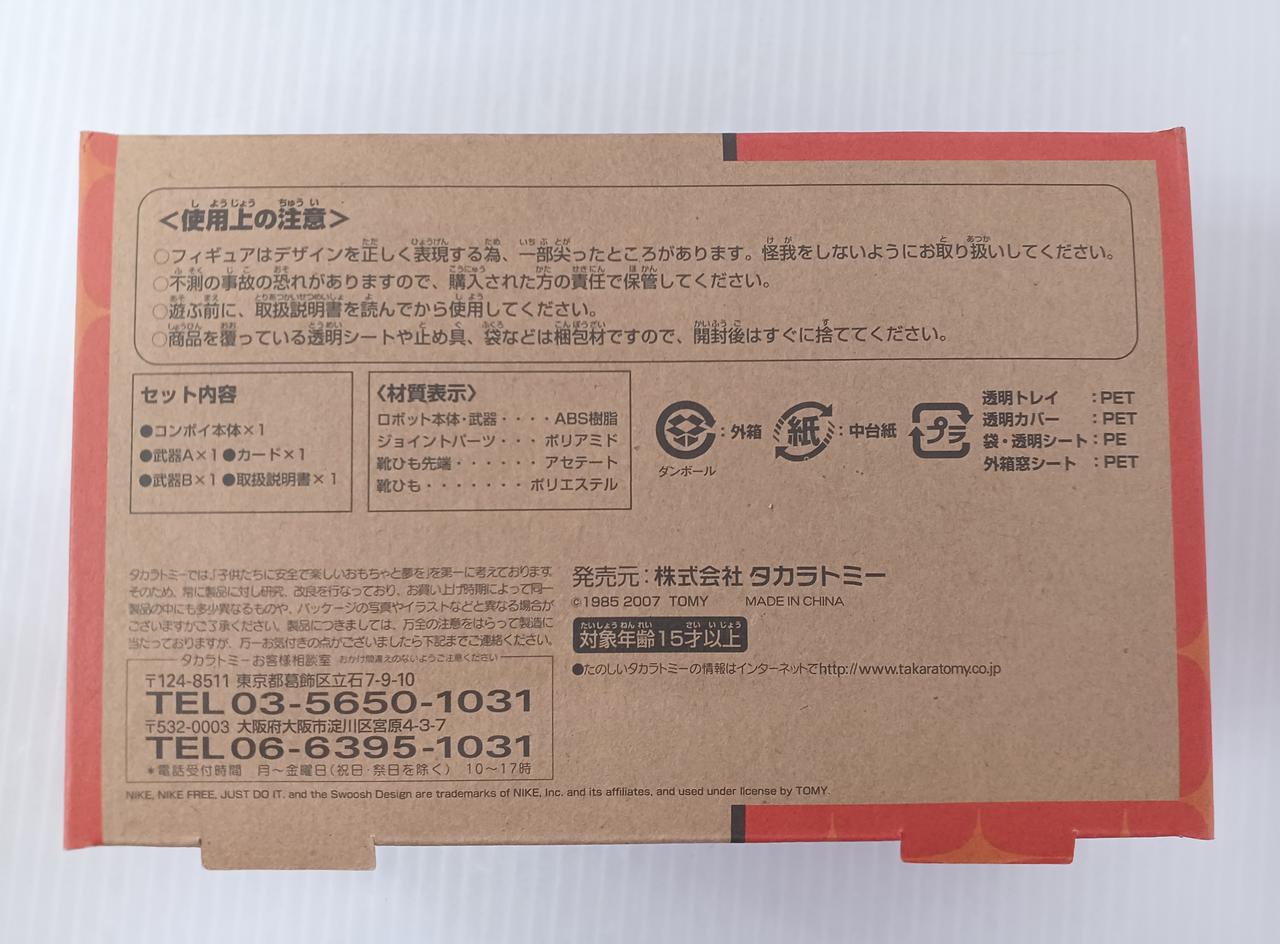 <使用上の注意>
○フィギュアはデザインを正しく表現する為、一部尖ったところがあります。怪我をしないようにお取り扱いしてください。
○不測の事故の恐れがありますので、購入された方の責任で保管してください。
○遊ぶ前に、取扱説明書を読んでから使用してください。
○商品を覆っている透明シートや止め具、袋などは梱包材ですので、開封後はすぐに捨ててください。
セット内容
●コンボイ本体×1
●武器A×1 ●カード×1
●武器B×1 ●取扱説明書×1
〈材質表示〉
ロボット本体・武器・・・・ABS樹脂
ジョイントパーツ・・・ポリアミド
靴ひも先端・・・・・・アセテート
靴ひも・・・・・・・ポリエステル
:外箱
ダンボール
紙:中台紙
プラ
透明トレイ :PET
透明カバー :PET
袋・透明シート:PE
外箱窓シート :PET
タカラトミーでは、「子供たちに安全で楽しいおもちゃと夢を」を第一に考えております。
そのため、常に製品に対し研究、改良を行なっており、お買い上げ時期によって同一
製品の中にも多少異なるものや、パッケージの写真やイラストなどと異なる場合が
ございますがご了承ください。製品につきましては、万全の注意をはらって製造に
当たっておりますが、万一お気付きの点がございましたら下記までご連絡ください。
タカラトミーお客様相談室 おかけ間違えのないようご注意ください
〒124-8511 東京都葛飾区立石7-9-10
TEL 03-5650-1031
〒532-0003 大阪府大阪市淀川区宮原4-3-7
TEL 06-6395-1031
*電話受付時間 月~金曜日(祝日・祭日を除く) 10~17時
発売元:株式会社 タカラトミー
©1985 2007 TOMY MADE IN CHINA
対象年齢15才以上
●たのしいタカラトミーの情報はインターネットでhttp://www.takaratomy.co.jp
NIKE, NIKE FREE, JUST DO IT. and the Swoosh Design are trademarks of NIKE, Inc. and its affiliates, and used under license by TOMY.